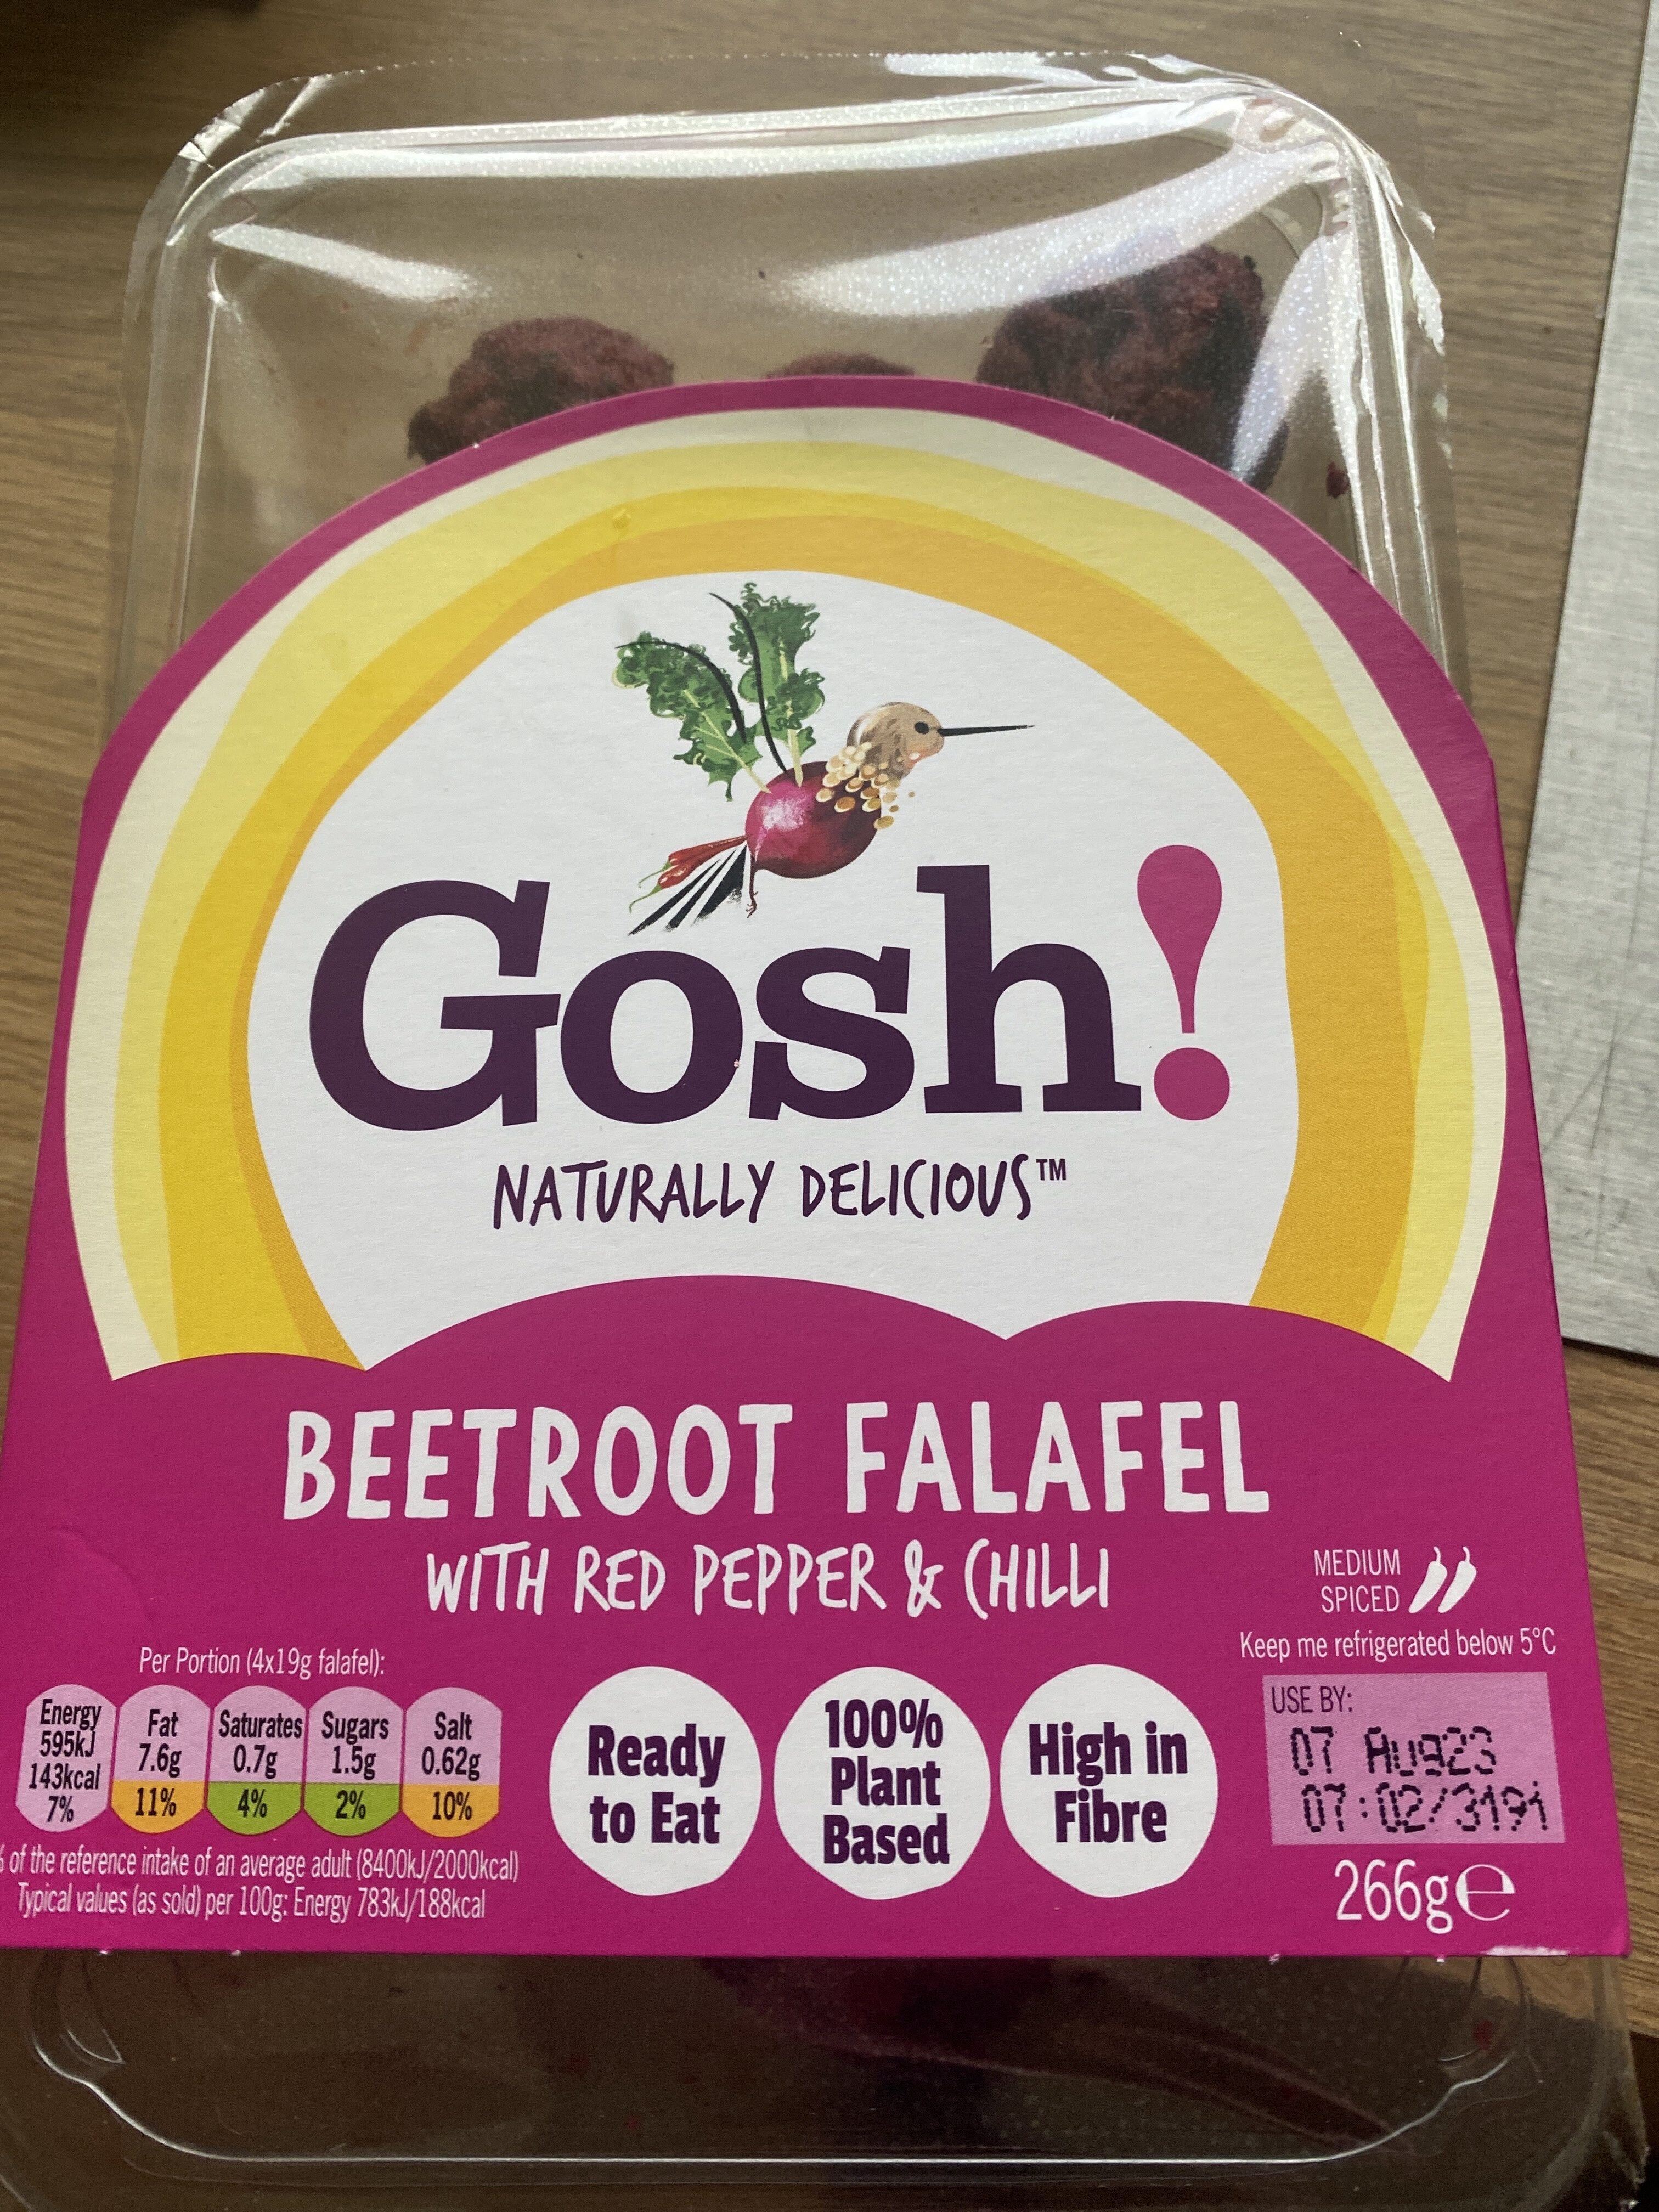 Gosh!
NATURALLY DELICIOUS™
BEETROOT FALAFEL
WITH RED PEPPER & CHILLI
MEDIUM
SPICED
Keep me refrigerated below 5°C
Per Portion (4x19g falafel):
Energy
595kJ
143kcal
7%
Fat
7.6g
11%
Saturates
0.7g
4%
Sugars
1.5g
2%
Salt
0.62g
10%
% of the reference intake of an average adult (8400kJ/2000kcal)
Typical values (as sold) per 100g: Energy 783kJ/188kcal
Ready
to Eat
100%
Plant
Based
High in
Fibre
USE BY:
07 Aug23
07:02/3191
266g℮